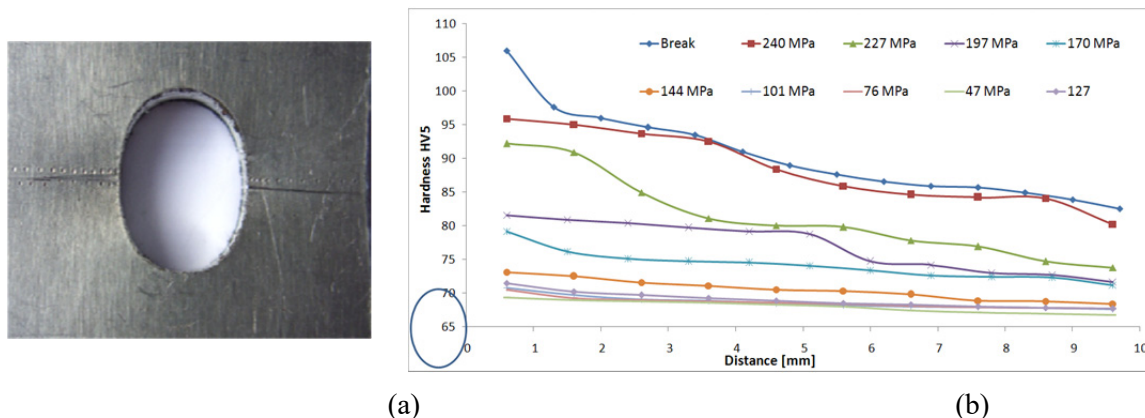 110
105
100
95
90
85
80
75
70
65
Hardness HV5
Break 240 MPa 227 MPa 197 MPa 170 MPa
144 MPa 101 MPa 76 MPa 47 MPa 127
0 1 2 3 4 5 6 7 8 9 10
Distance [mm]
(a) (b)